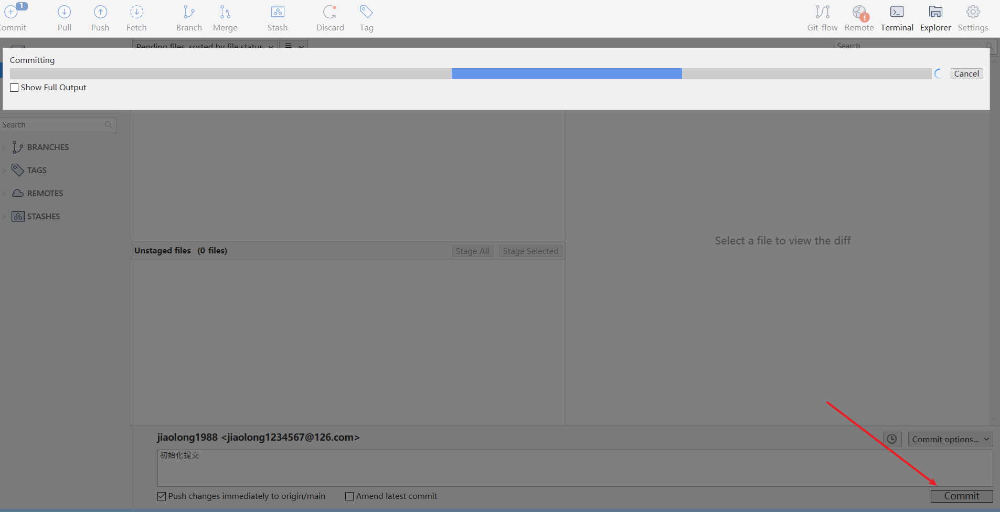 Commit
1
Pull
Push
Fetch
Branch
Merge
Stash
Discard
Tag
Git-flow
Remote
Terminal
Explorer
Settings
Pending files, sorted by file status
Search
Committing
Cancel
Show Full Output
Search
BRANCHES
TAGS
REMOTES
STASHES
Unstaged files (0 files)
Stage All
Stage Selected
Select a file to view the diff
jiaolong1988 <jiaolong1234567@126.com>
Commit options...
初始化提交
Push changes immediately to origin/main
Amend latest commit
Commit